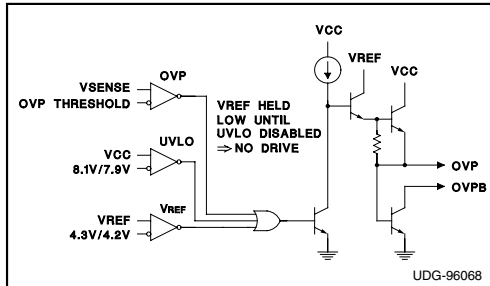 VCC
OVP
VREF
VCC
VSENSE
OVP THRESHOLD
VREF HELD
LOW UNTIL
UVLO DISABLED
⇒ NO DRIVE
UVLO
VCC
8.1V/7.9V
OVP
OVPB
VREF
VREF
4.3V/4.2V
UDG-96068